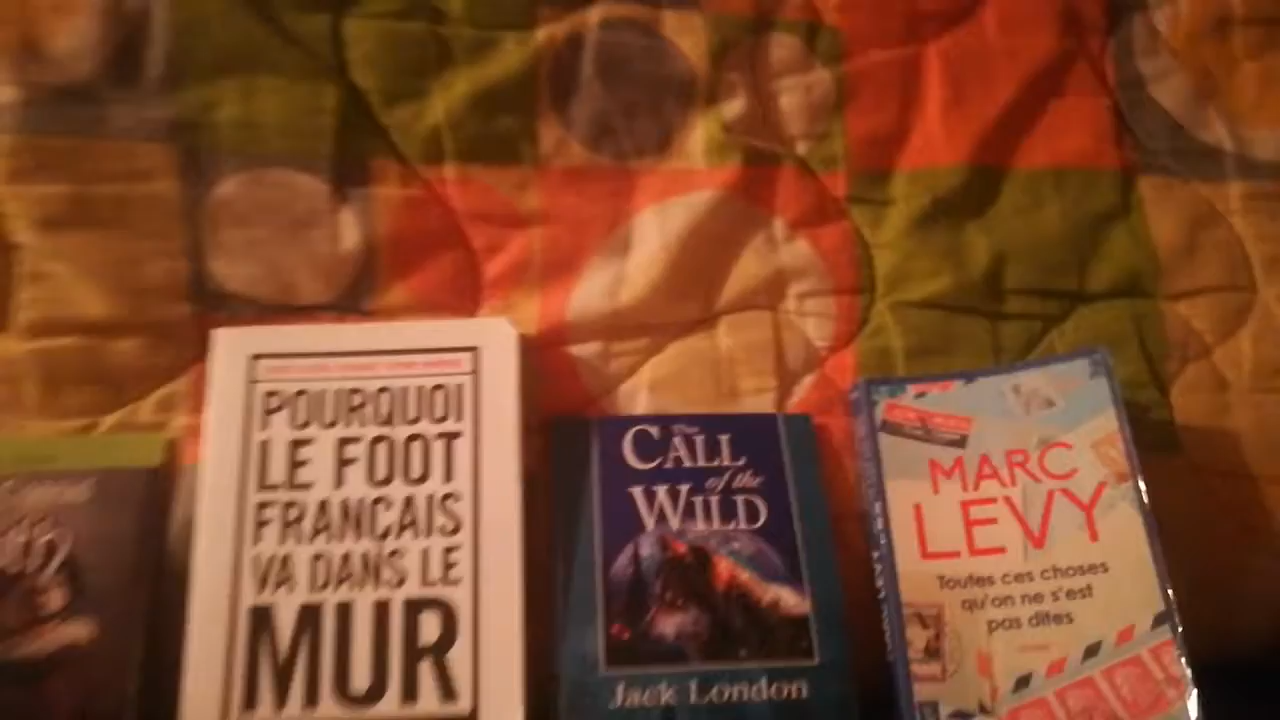 POURQUOI
LE FOOT
FRANÇAIS
VA DANS LE
MUR
The
CALL
of the
WILD
Jack London
MARC
LEVY
Toutes ces choses
qu'on ne s'est
pas dites